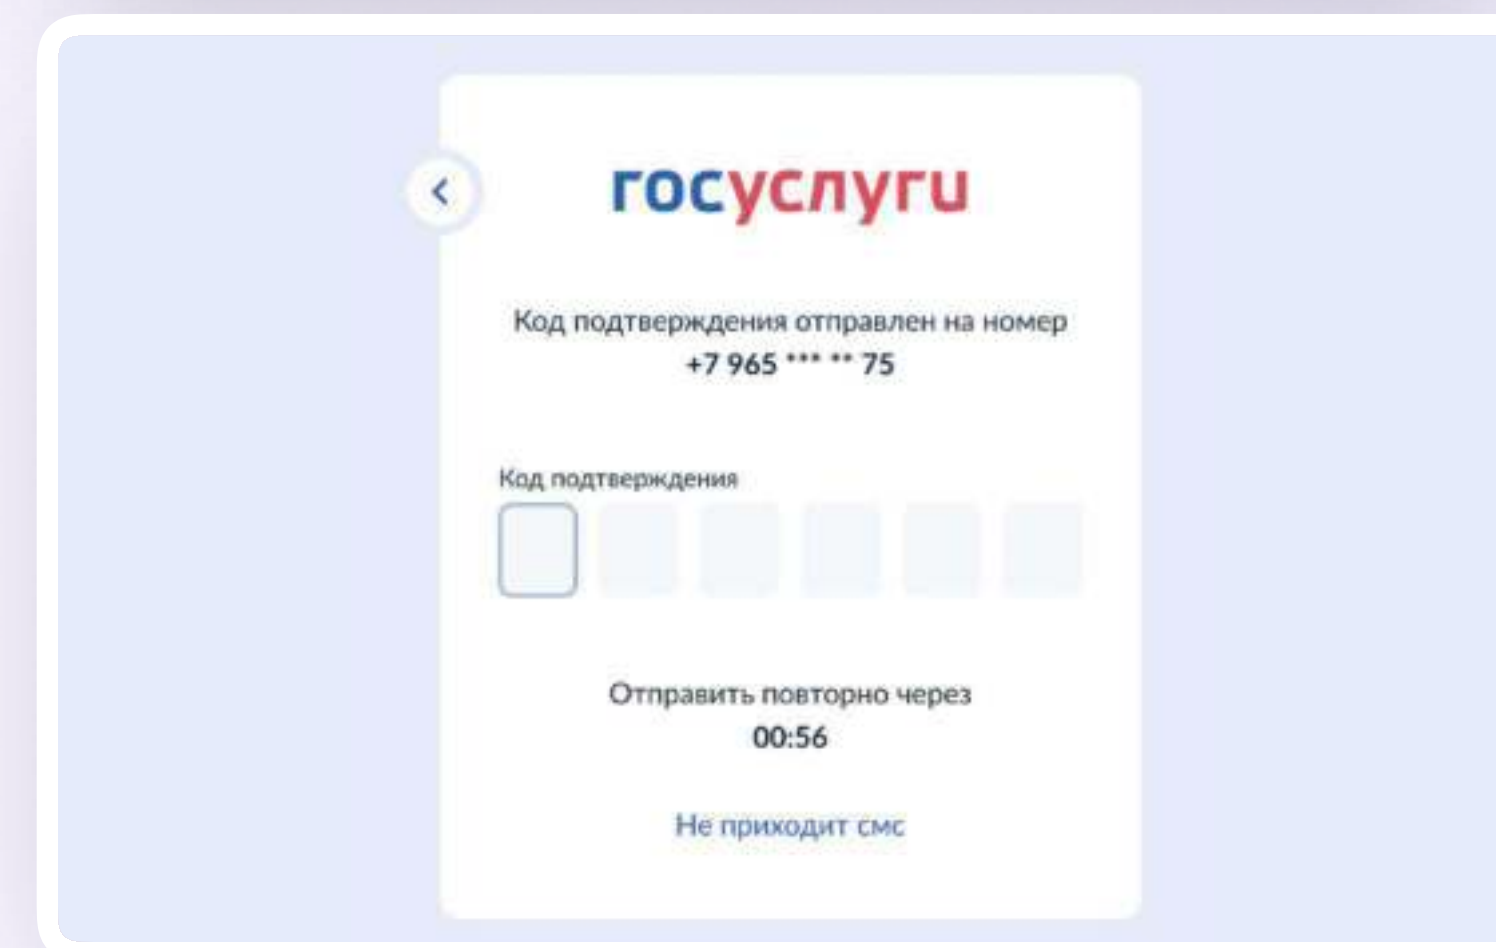 госуслуги
Код подтверждения отправлен на номер
+7 965 *** ** 75
Код подтверждения
Отправить повторно через
00:56
Не приходит смс